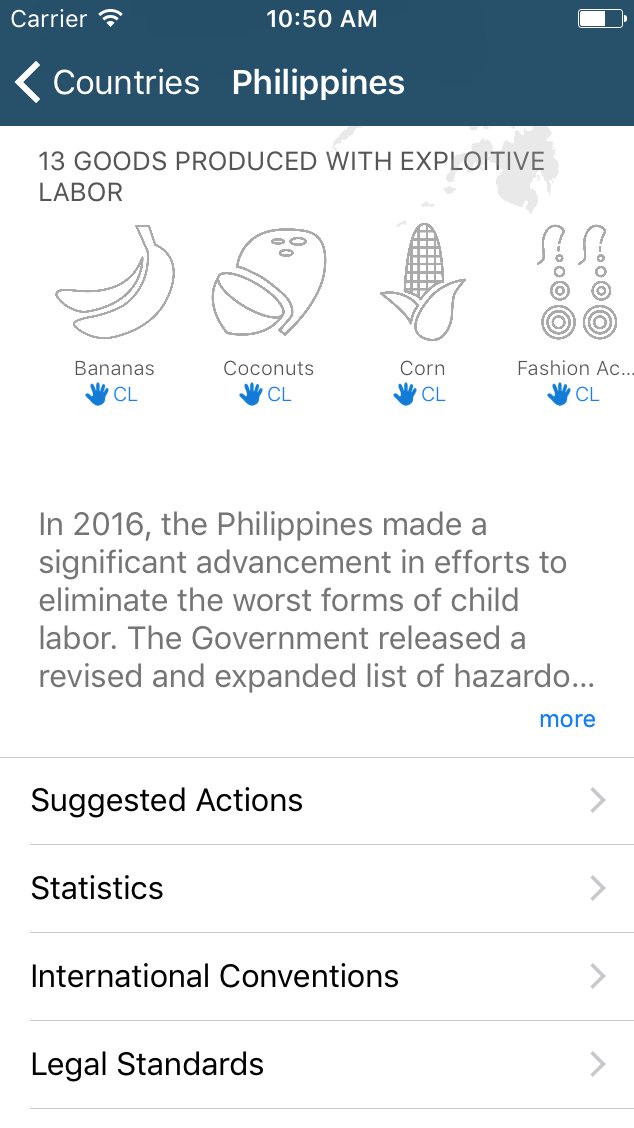 Carrier 10:50 AM
Countries Philippines
13 GOODS PRODUCED WITH EXPLOITIVE
LABOR
Bananas Coconuts Corn Fashion Ac...
CL CL CL CL
In 2016, the Philippines made a
significant advancement in efforts to
eliminate the worst forms of child
labor. The Government released a
revised and expanded list of hazardo...
more
Suggested Actions
Statistics
International Conventions
Legal Standards